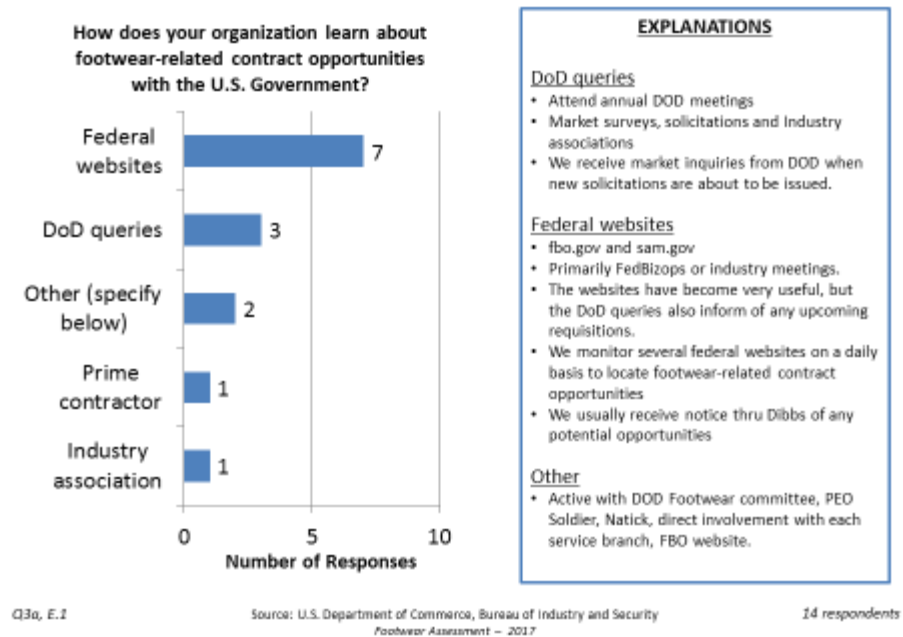 How does your organization learn about
footwear-related contract opportunities
with the U.S. Government?
Federal
websites
7
DoD queries
3
Other (specify
below)
2
Prime
contractor
1
Industry
association
1
0
5
10
Number of Responses
EXPLANATIONS
DoD queries
• Attend annual DOD meetings
• Market surveys, solicitations and Industry
associations
• We receive market inquiries from DOD when
new solicitations are about to be issued.
Federal websites
• fbo.gov and sam.gov
• Primarily FedBizops or industry meetings.
• The websites have become very useful, but
the DoD queries also inform of any upcoming
requisitions.
• We monitor several federal websites on a daily
basis to locate footwear-related contract
opportunities
• We usually receive notice thru Dibbs of any
potential opportunities
Other
• Active with DOD Footwear committee, PEO
Soldier, Natick, direct involvement with each
service branch, FBO website.
Q3a, E.1
Source: U.S. Department of Commerce, Bureau of Industry and Security
Footwear Assessment – 2017
14 respondents